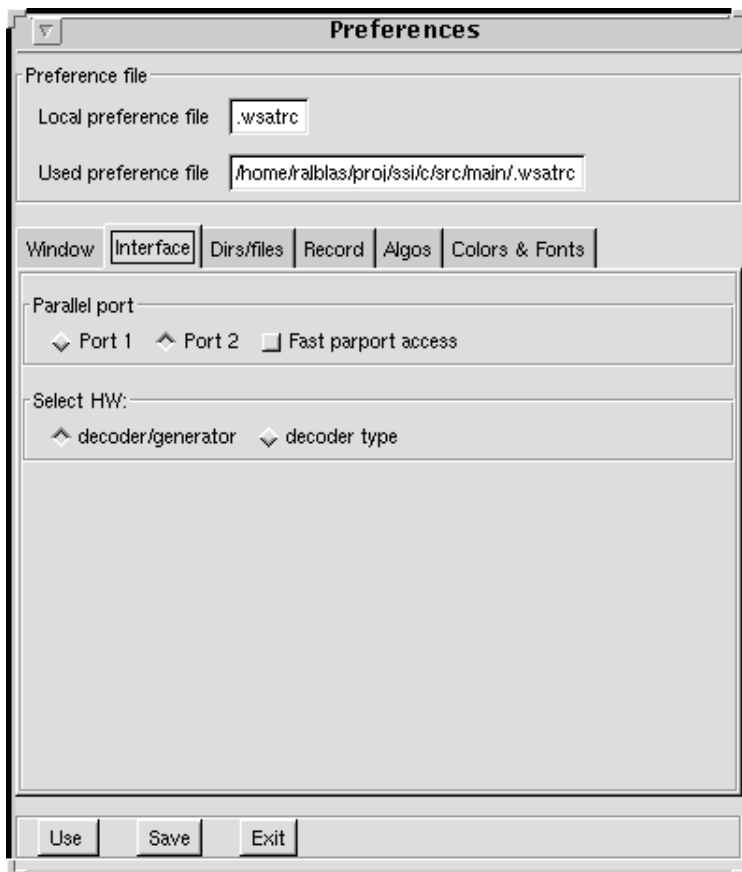 Preferences
Preference file
Local preference file .wsatrc
Used preference file /home/ralblas/proj/ssi/c/src/main/.wsatrc
Window Interface Dirs/files Record Algos Colors & Fonts
Parallel port
Port 1 Port 2 Fast parport access
Select HW:
decoder/generator decoder type
Use Save Exit